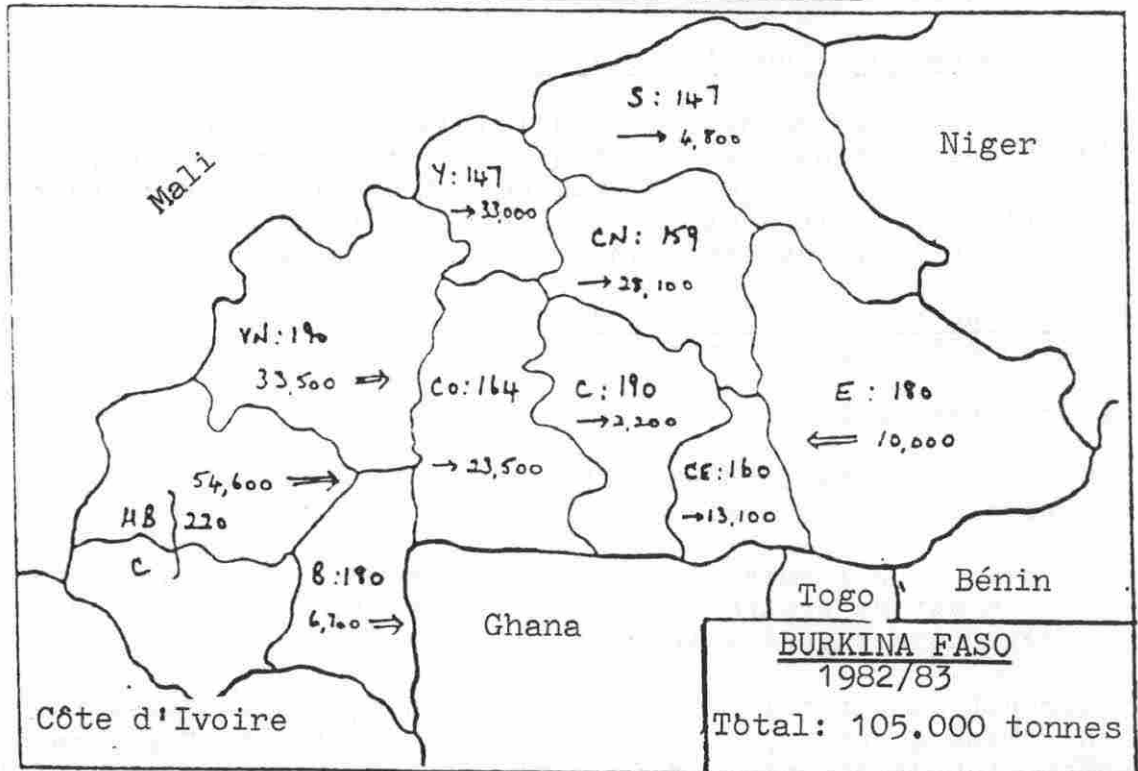 S: 147
→ 4,800
Niger
Mali
Y: 147
→ 33,000
CN: 159
→ 28,100
VN: 190
33,500 ⇒
CO: 164
→ 23,500
C: 190
→ 2,200
E : 180
⇐ 10,000
CE: 160
→ 13,100
54,600 ⇒
HB } 220
C
B: 180
6,700 ⇒
Ghana
Togo
Bénin
Côte d'Ivoire
BURKINA FASO
1982/83
Total: 105.000 tonnes